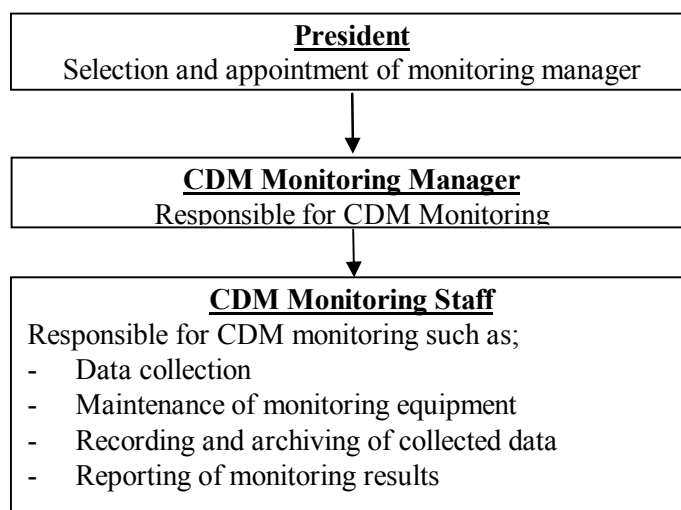 President
Selection and appointment of monitoring manager
CDM Monitoring Manager
Responsible for CDM Monitoring
CDM Monitoring Staff
Responsible for CDM monitoring such as;
- Data collection
- Maintenance of monitoring equipment
- Recording and archiving of collected data
- Reporting of monitoring results